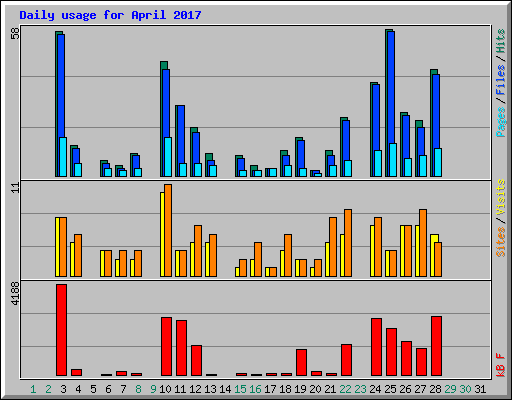 Daily usage for April 2017
58
Pages / Files / Hits
11
Sites / Visits
4188
kB F
1 2 3 4 5 6 7 8 9 10 11 12 13 14 15 16 17 18 19 20 21 22 23 24 25 26 27 28 29 30 31